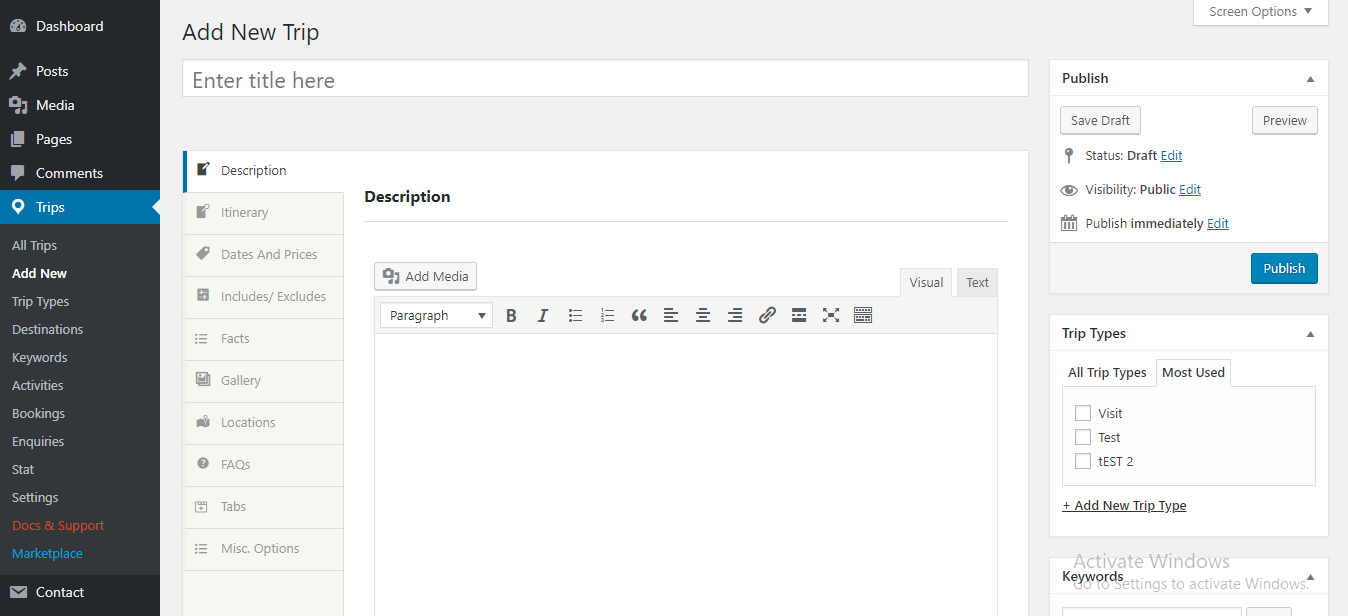 Dashboard
Posts
Media
Pages
Comments
Trips
All Trips
Add New
Trip Types
Destinations
Keywords
Activities
Bookings
Enquiries
Stat
Settings
Docs & Support
Marketplace
Contact
Screen Options
Add New Trip
Enter title here
Description
Itinerary
Dates And Prices
Includes/ Excludes
Facts
Gallery
Locations
FAQs
Tabs
Misc. Options
Description
Add Media
Visual Text
Paragraph
Publish
Save Draft Preview
Status: Draft Edit
Visibility: Public Edit
Publish immediately Edit
Publish
Trip Types
All Trip Types Most Used
Visit
Test
tEST 2
+ Add New Trip Type
Activate Windows
Keywords
Go to Settings to activate Windows.